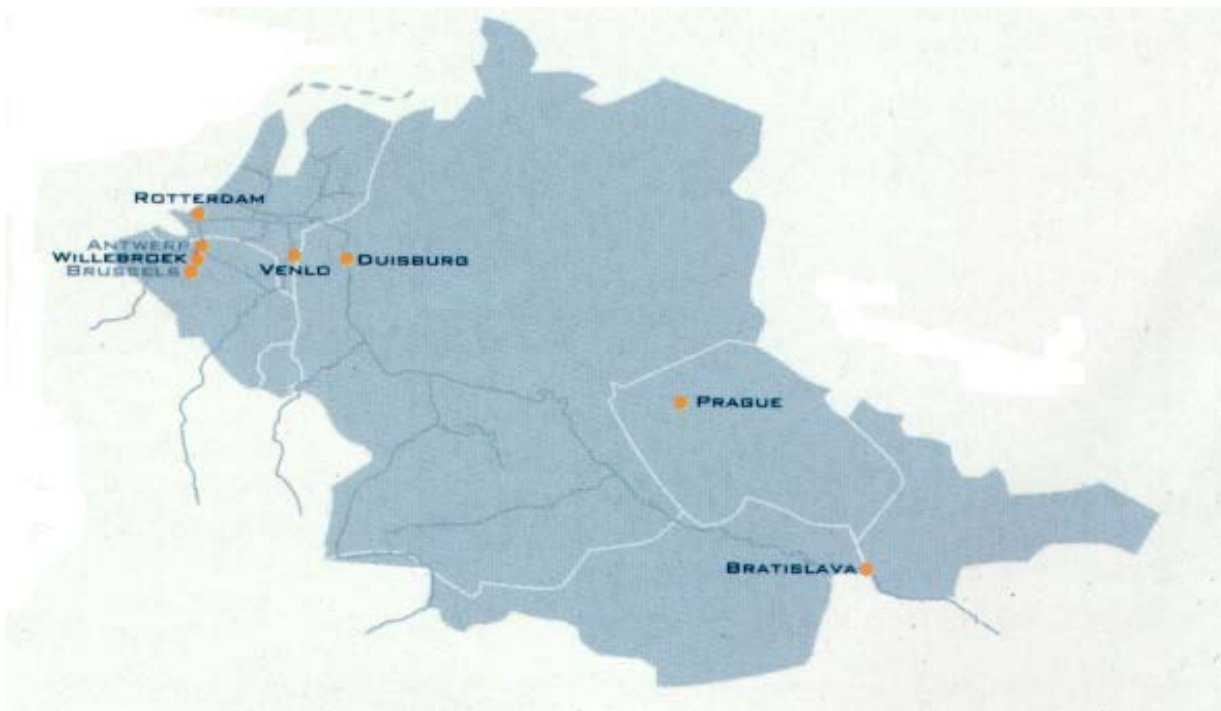 ROTTERDAM
ANTWERP
WILLEBROEK
BRUSSELS
VENLO
DUISBURG
PRAGUE
BRATISLAVA